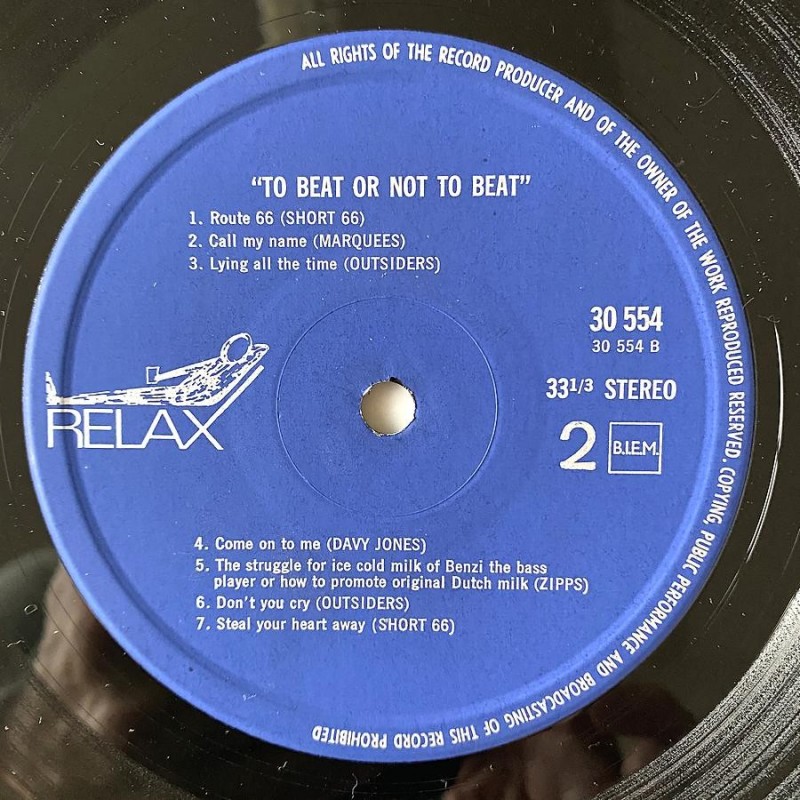 ALL RIGHTS OF THE RECORD PRODUCER AND OF THE OWNER OF THE WORK REPRODUCED RESERVED. COPYING, PUBLIC PERFORMANCE AND BROADCASTING OF THIS RECORD PROHIBITED
"TO BEAT OR NOT TO BEAT"
1. Route 66 (SHORT 66)
2. Call my name (MARQUEES)
3. Lying all the time (OUTSIDERS)
30 554
30 554 B
33 1/3 STEREO
RELAX
2 B.I.E.M.
4. Come on to me (DAVY JONES)
5. The struggle for ice cold milk of Benzi the bass
player or how to promote original Dutch milk (ZIPPS)
6. Don't you cry (OUTSIDERS)
7. Steal your heart away (SHORT 66)